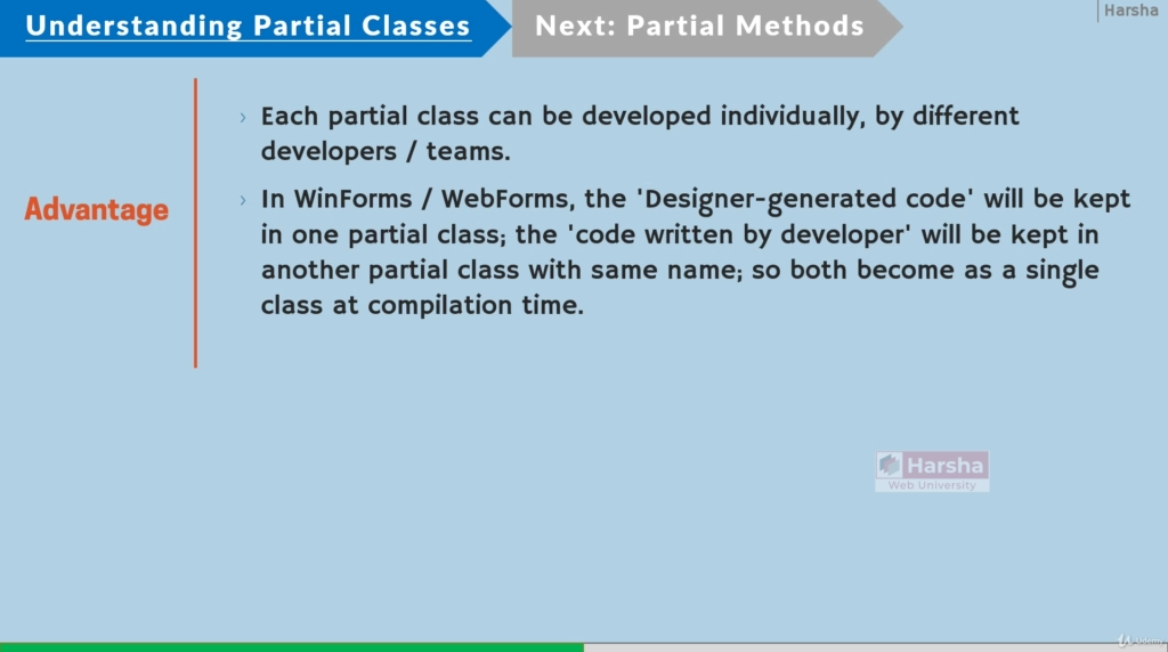 Understanding Partial Classes
Next: Partial Methods
Harsha
› Each partial class can be developed individually, by different
developers / teams.
Advantage
› In WinForms / WebForms, the 'Designer-generated code' will be kept
in one partial class; the 'code written by developer' will be kept in
another partial class with same name; so both become as a single
class at compilation time.
Harsha
Web University
Udemy